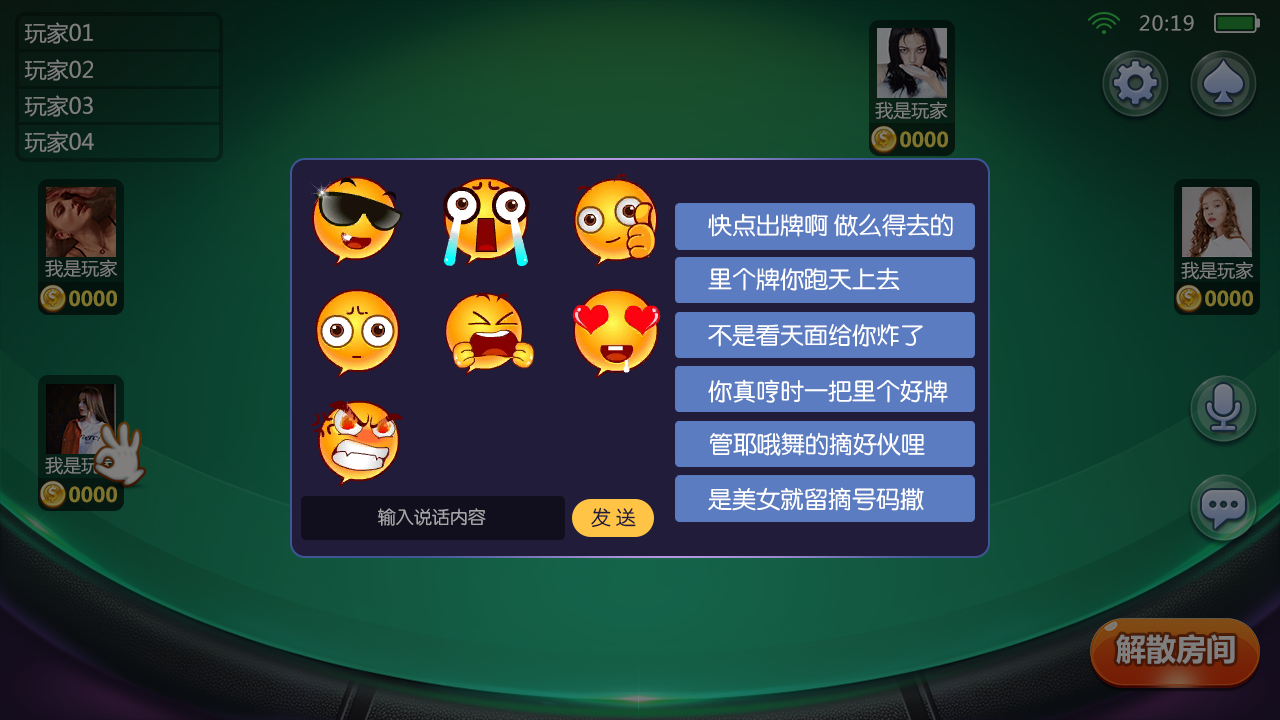 玩家01
玩家02
玩家03
玩家04
20:19
我是玩家
0000
我是玩家
0000
我是玩家
0000
我是玩
0000
快点出牌啊 做么得去的
里个牌你跑天上去
不是看天面给你炸了
你真哼时一把里个好牌
管耶哦舞的摘好伙哩
是美女就留摘号码撒
输入说话内容
发送
解散房间